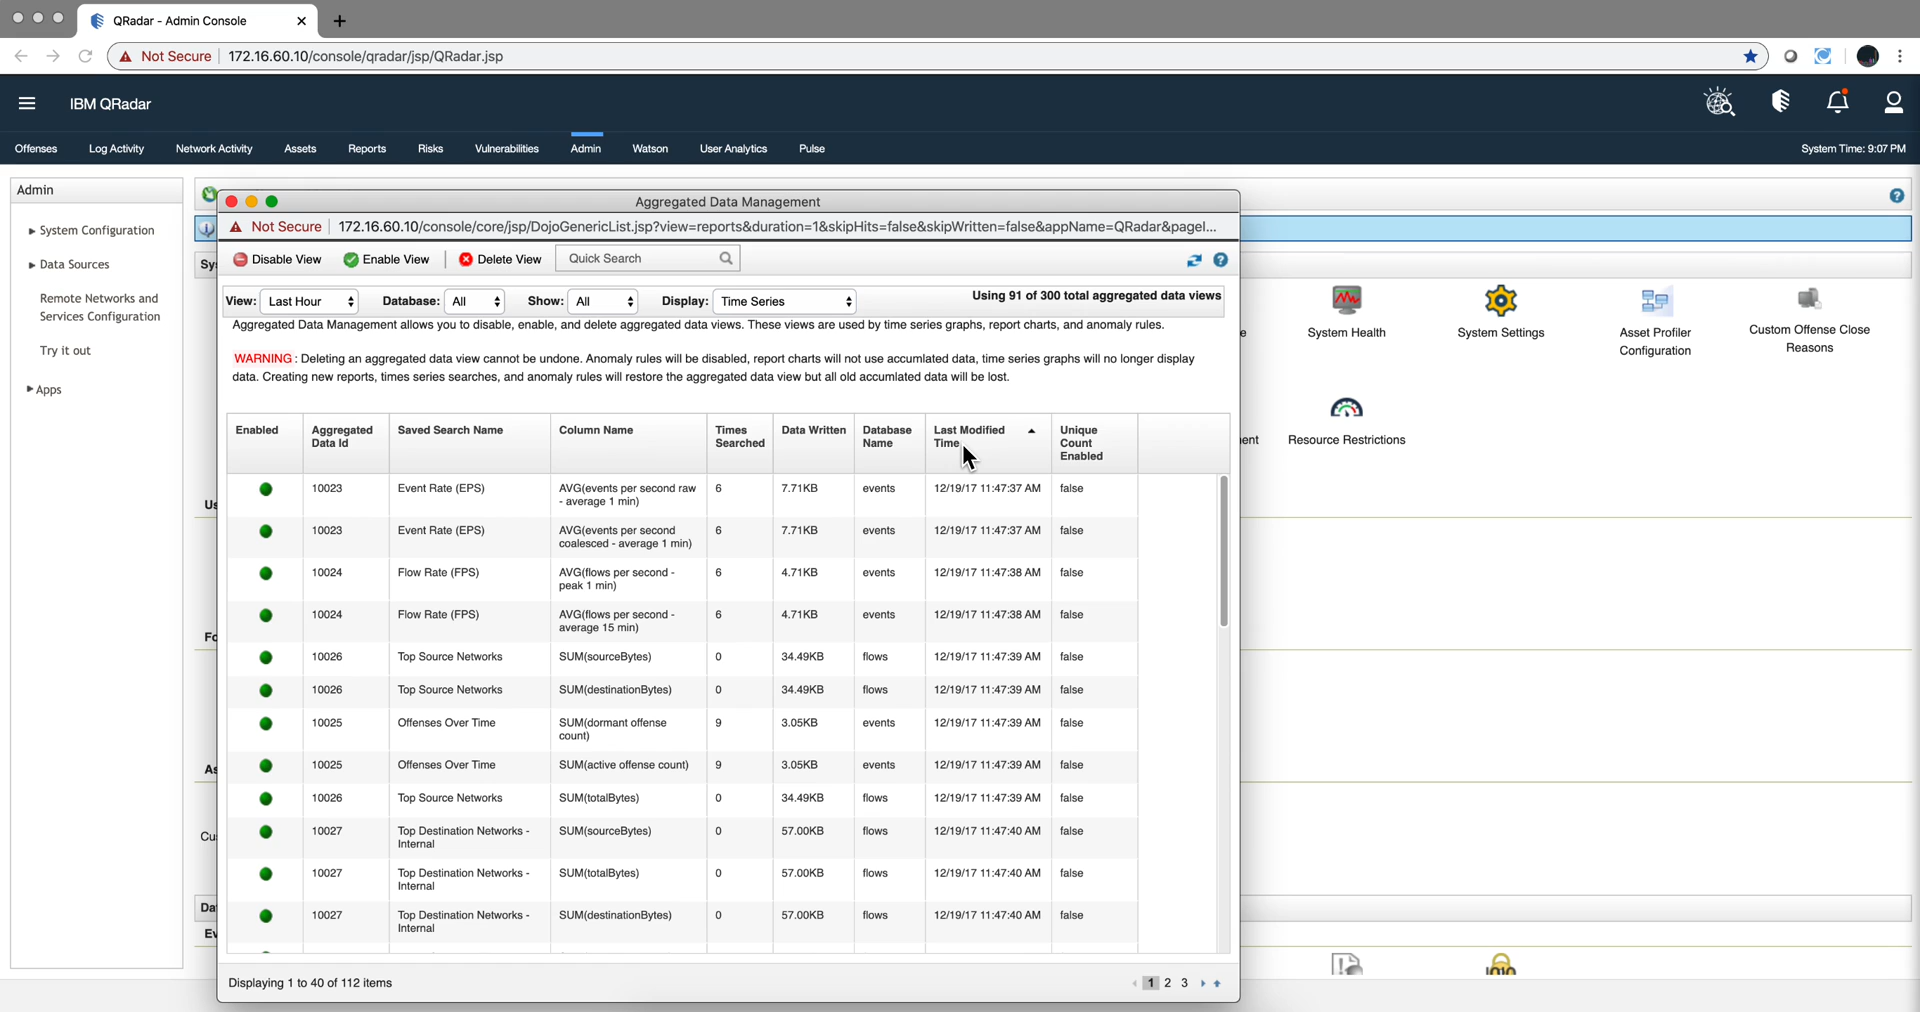 QRadar - Admin Console
Not Secure
172.16.60.10/console/qradar/jsp/QRadar.jsp
IBM QRadar
Offenses Log Activity Network Activity Assets Reports Risks Vulnerabilities Admin Watson User Analytics Pulse System Time: 9:07 PM
Admin
System Configuration
Data Sources
Remote Networks and
Services Configuration
Try it out
Apps
Aggregated Data Management
Not Secure 172.16.60.10/console/core/jsp/DojoGenericList.jsp?view=reports&duration=1&skipHits=false&skipWritten=false&appName=QRadar&pageI...
Disable View Enable View Delete View Quick Search
View: Last Hour Database: All Show: All Display: Time Series Using 91 of 300 total aggregated data views
Aggregated Data Management allows you to disable, enable, and delete aggregated data views. These views are used by time series graphs, report charts, and anomaly rules.
WARNING : Deleting an aggregated data view cannot be undone. Anomaly rules will be disabled, report charts will not use accumlated data, time series graphs will no longer display
data. Creating new reports, times series searches, and anomaly rules will restore the aggregated data view but all old accumlated data will be lost.
Enabled
Aggregated
Data Id
Saved Search Name
Column Name
Times
Searched
Data Written
Database
Name
Last Modified
Time
Unique
Count
Enabled
10023 Event Rate (EPS) AVG(events per second raw 6 7.71KB events 12/19/17 11:47:37 AM false
- average 1 min)
10023 Event Rate (EPS) AVG(events per second 6 7.71KB events 12/19/17 11:47:37 AM false
coalesced - average 1 min)
10024 Flow Rate (FPS) AVG(flows per second - 6 4.71KB events 12/19/17 11:47:38 AM false
peak 1 min)
10024 Flow Rate (FPS) AVG(flows per second - 6 4.71KB events 12/19/17 11:47:38 AM false
average 15 min)
10026 Top Source Networks SUM(sourceBytes) 0 34.49KB flows 12/19/17 11:47:39 AM false
10026 Top Source Networks SUM(destinationBytes) 0 34.49KB flows 12/19/17 11:47:39 AM false
10025 Offenses Over Time SUM(dormant offense 9 3.05KB events 12/19/17 11:47:39 AM false
count)
10025 Offenses Over Time SUM(active offense count) 9 3.05KB events 12/19/17 11:47:39 AM false
10026 Top Source Networks SUM(totalBytes) 0 34.49KB flows 12/19/17 11:47:39 AM false
10027 Top Destination Networks - SUM(sourceBytes) 0 57.00KB flows 12/19/17 11:47:40 AM false
Internal
10027 Top Destination Networks - SUM(totalBytes) 0 57.00KB flows 12/19/17 11:47:40 AM false
Internal
10027 Top Destination Networks - SUM(destinationBytes) 0 57.00KB flows 12/19/17 11:47:40 AM false
Internal
Displaying 1 to 40 of 112 items
1 2 3
System Health
System Settings
Asset Profiler
Configuration
Custom Offense Close
Reasons
Resource Restrictions